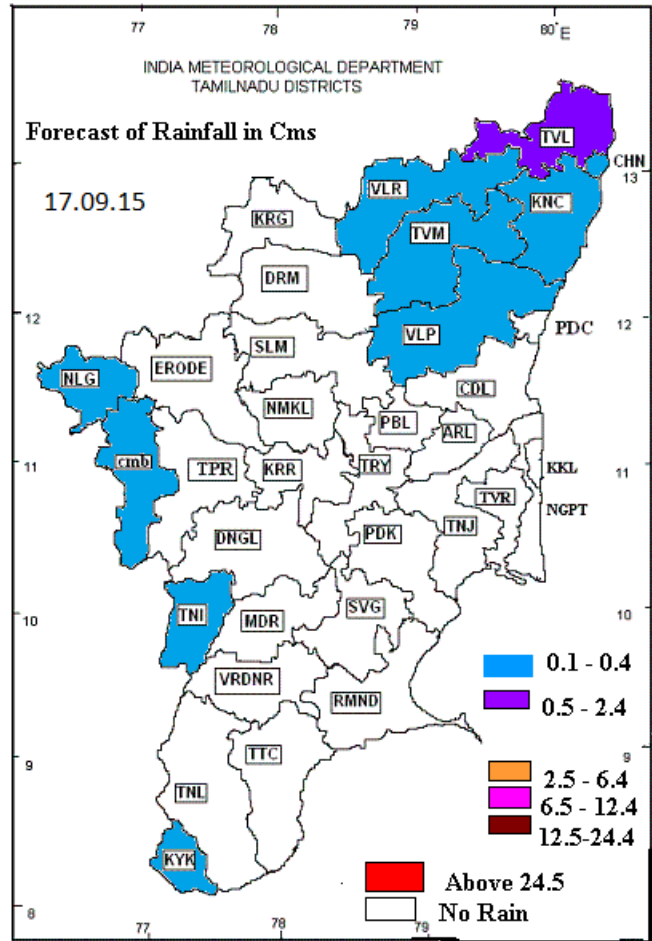 77 78 79 80 E
INDIA METEOROLOGICAL DEPARTMENT
TAMILNADU DISTRICTS
Forecast of Rainfall in Cms
TVL
CHN
13
17.09.15
VLR
KNC
KRG
TVM
DRM
12
VLP
PDC
12
SLM
ERODE
NLG
CDL
NMKL
PBL
ARL
11
cmb
TPR
KRR
TRY
KKL
11
TVR
NGPT
DNGL
PDK
TNJ
10
TNI
MDR
SVG
10
0.1 - 0.4
VRDNR
RMND
0.5 - 2.4
9
TTC
9
2.5 - 6.4
TNL
6.5 - 12.4
12.5-24.4
KYK
Above 24.5
8
No Rain
77 78 79